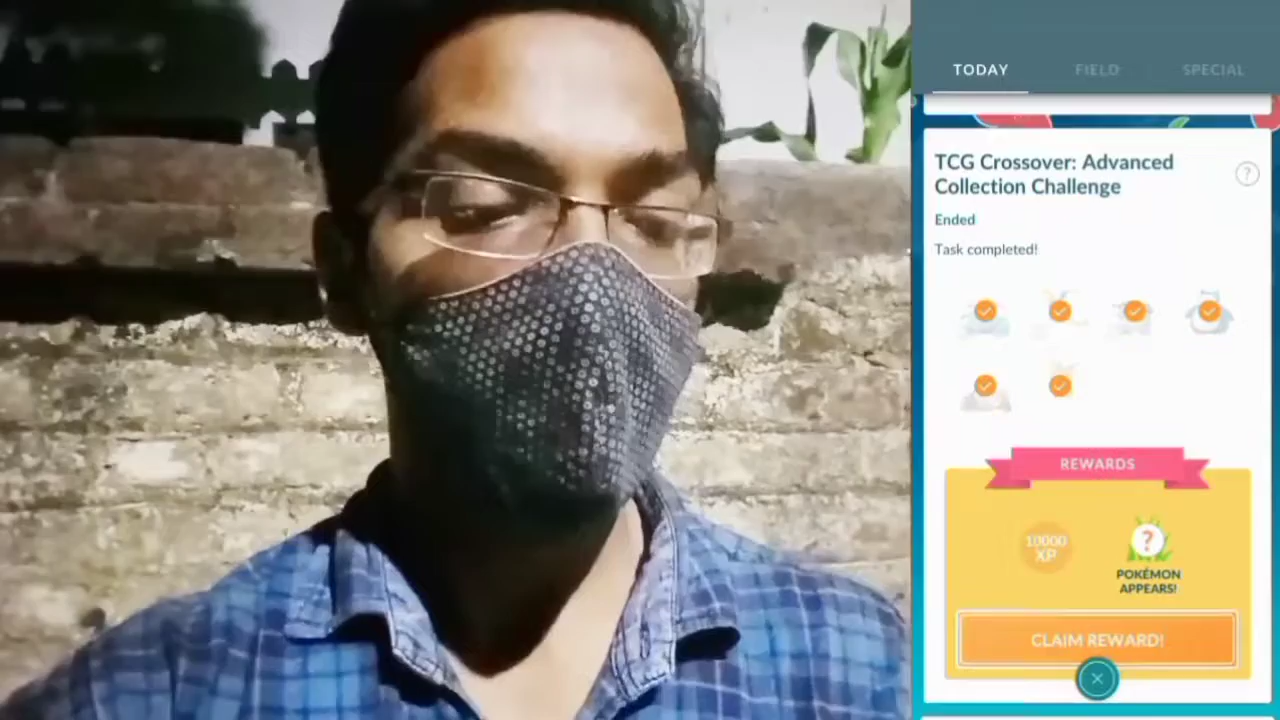 TODAY
FIELD
SPECIAL
TCG Crossover: Advanced
Collection Challenge
?
Ended
Task completed!
REWARDS
10000
XP
?
POKÉMON
APPEARS!
CLAIM REWARD!